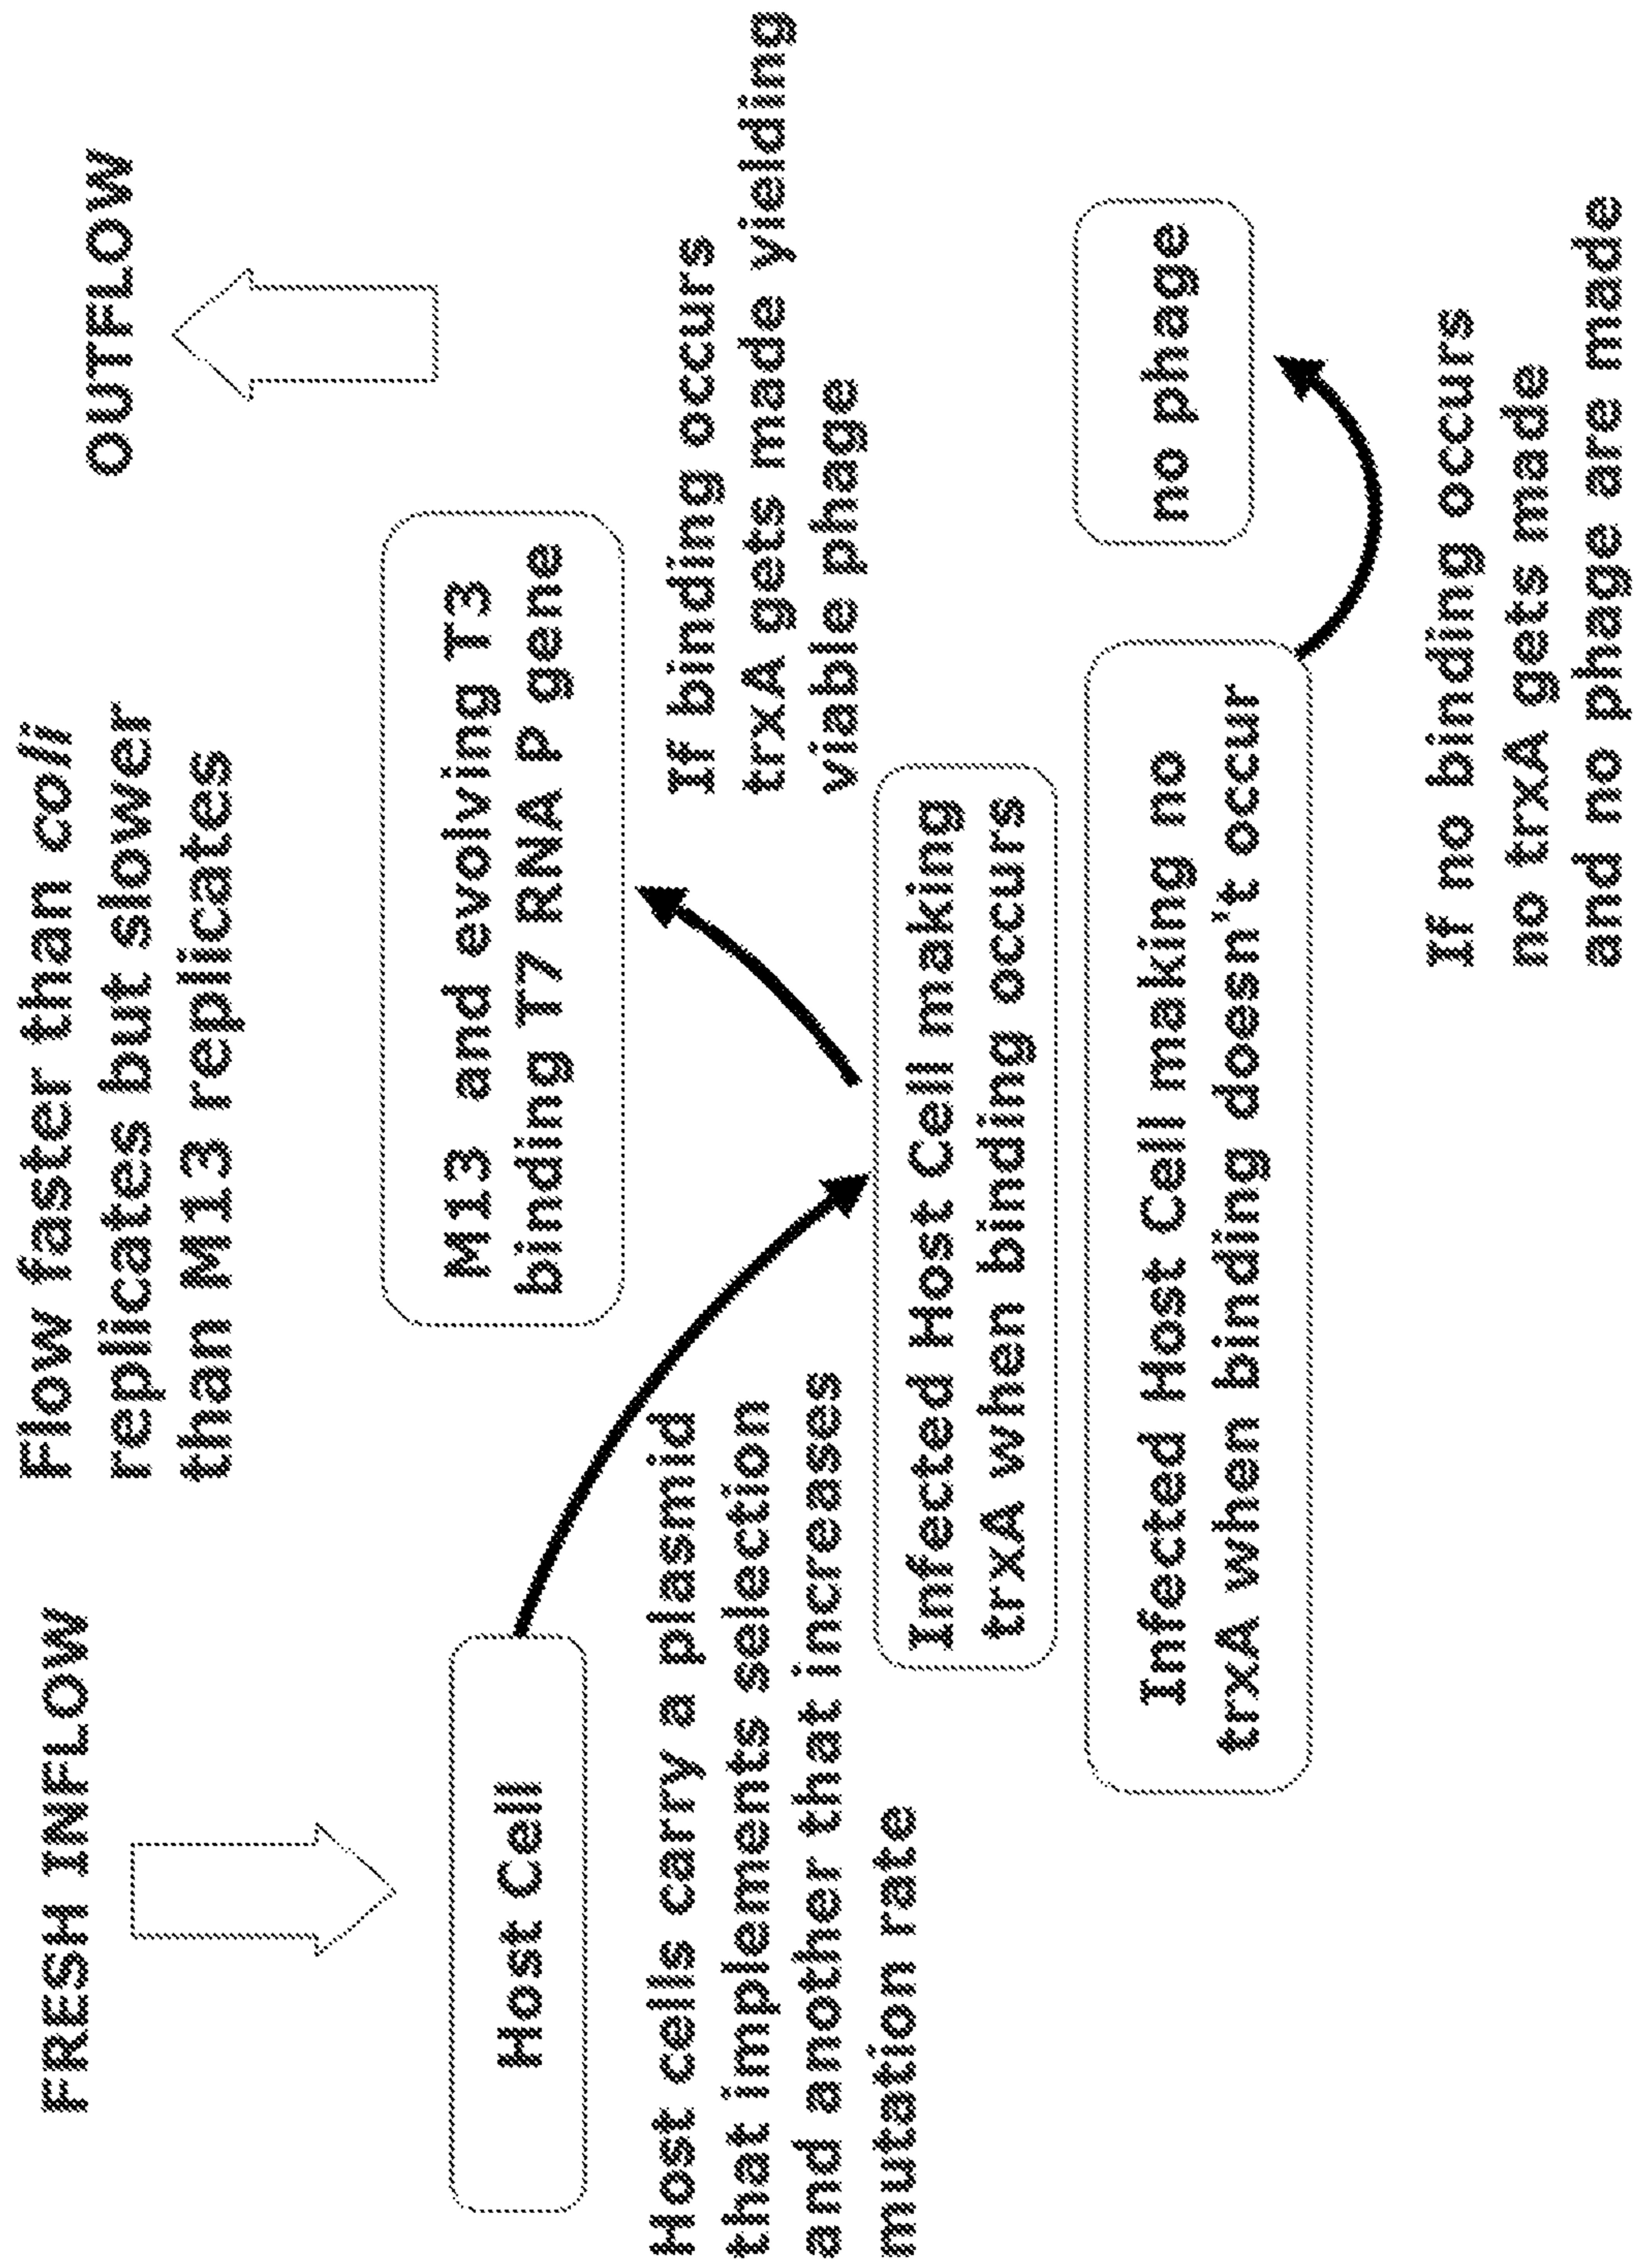 FRESH INFLOW
Flow faster than coli
replicates but slower
than M13 replicates
OUTFLOW
Host Cell
M13 and evolving T3
binding T7 RNA P gene
Host cells carry a plasmid
that implements selection
and another that increases
mutation rate
If binding occurs
trxA gets made yielding
viable phage
Infected Host Cell making
trxA when binding occurs
Infected Host Cell making no
trxA when binding doesn't occur
no phage
If no binding occurs
no trxA gets made
and no phage are made